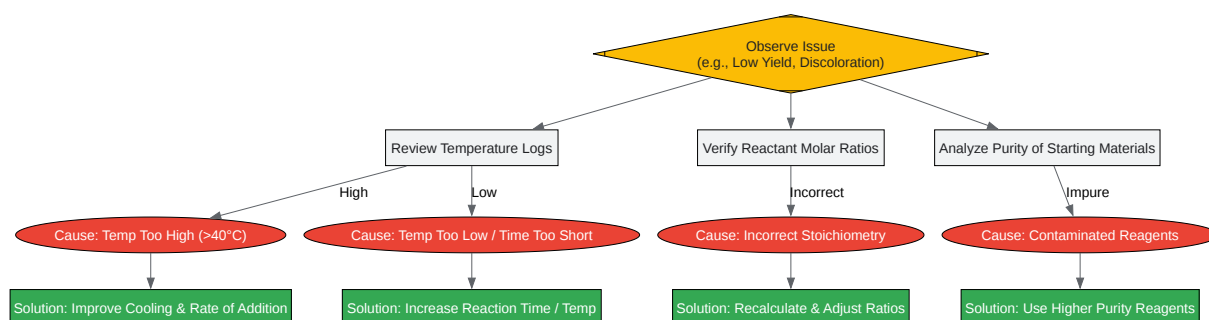 Observe Issue
(e.g., Low Yield, Discoloration)
Review Temperature Logs
Verify Reactant Molar Ratios
Analyze Purity of Starting Materials
High
Low
Incorrect
Impure
Cause: Temp Too High (>40°C)
Cause: Temp Too Low / Time Too Short
Cause: Incorrect Stoichiometry
Cause: Contaminated Reagents
Solution: Improve Cooling & Rate of Addition
Solution: Increase Reaction Time / Temp
Solution: Recalculate & Adjust Ratios
Solution: Use Higher Purity Reagents